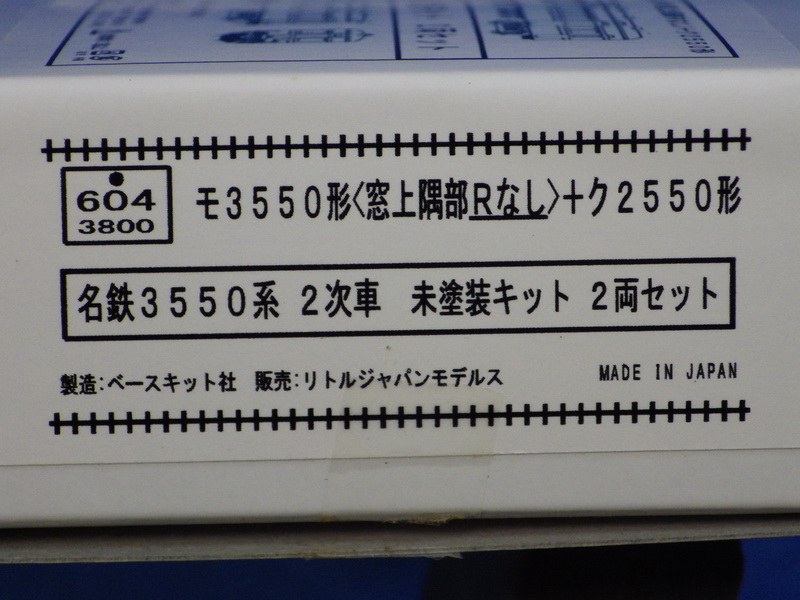 604
3800
モ3550形〈窓上隅部Rなし〉＋ク2550形
名鉄3550系 2次車 未塗装キット 2両セット
製造：ベースキット社 販売：リトルジャパンモデルス
MADE IN JAPAN